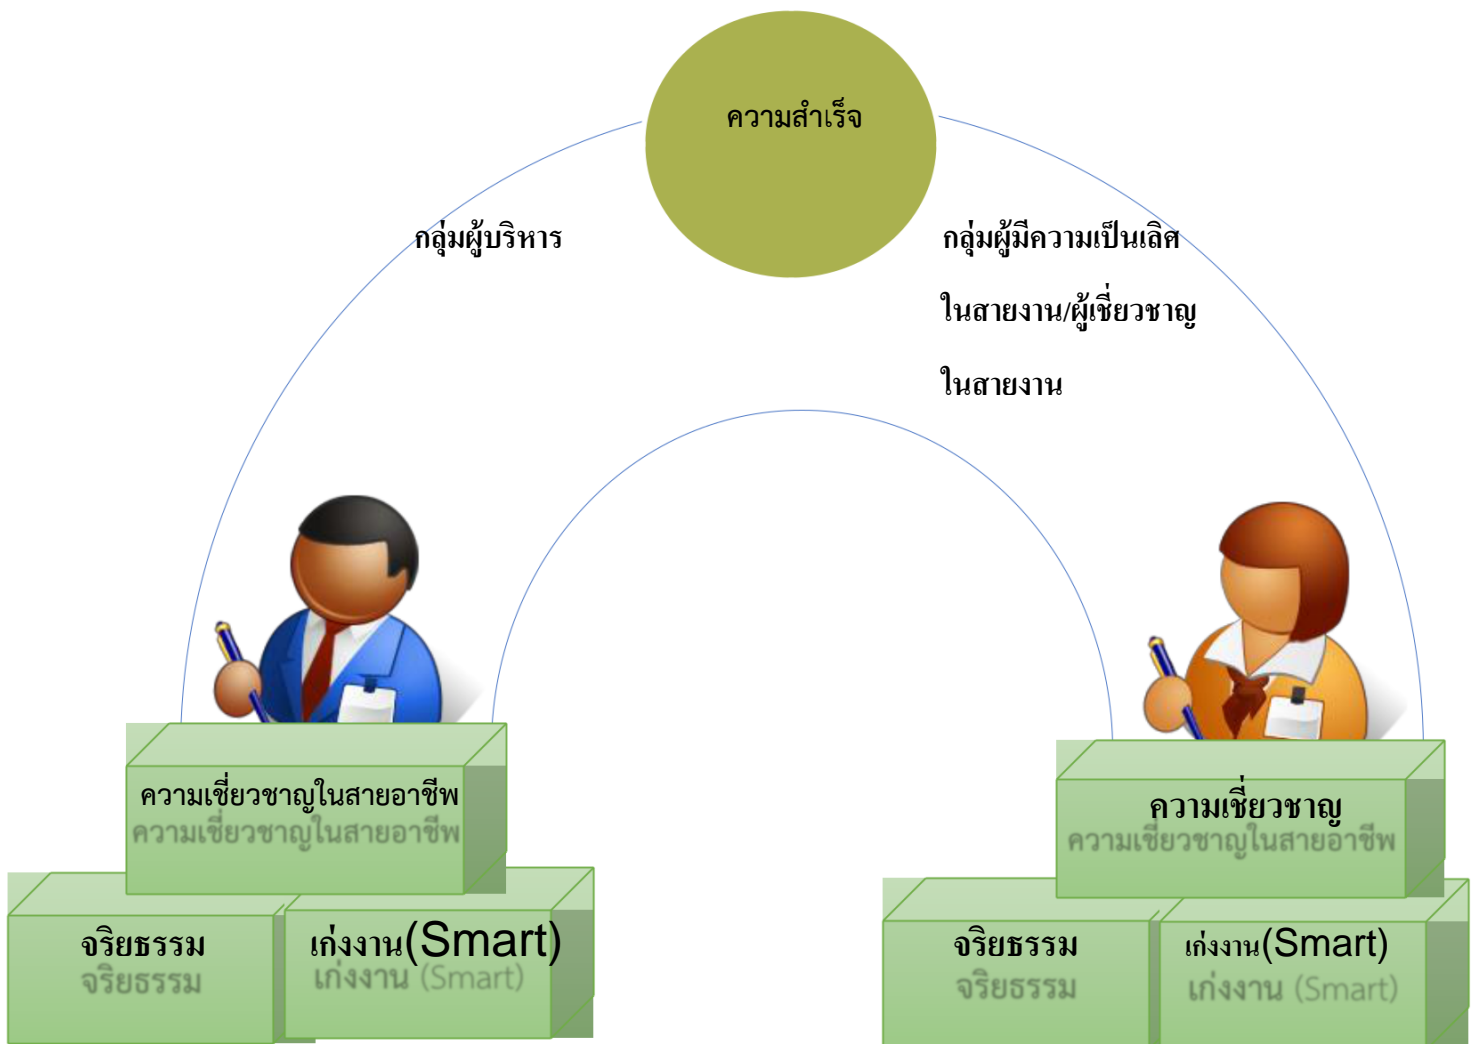 ความสำเร็จ
กลุ่มผู้บริหาร
กลุ่มผู้มีความเป็นเลิศ
ในสายงาน/ผู้เชี่ยวชาญ
ในสายงาน
ความเชี่ยวชาญในสายอาชีพ
ความเชี่ยวชาญในสายอาชีพ
จริยธรรม
จริยธรรม
เก่งงาน(Smart)
เก่งงาน (Smart)
ความเชี่ยวชาญ
ความเชี่ยวชาญในสายอาชีพ
จริยธรรม
จริยธรรม
เก่งงาน(Smart)
เก่งงาน (Smart)